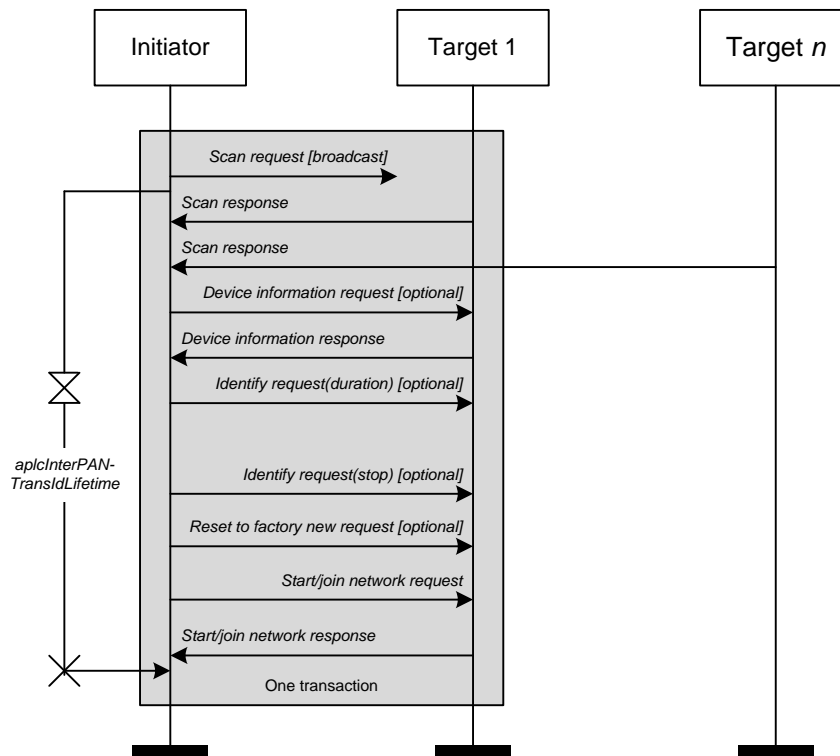 Initiator
Target 1
Target n
Scan request [broadcast]
Scan response
Scan response
Device information request [optional]
Device information response
Identify request(duration) [optional]
aplcInterPAN-
TransIdLifetime
Identify request(stop) [optional]
Reset to factory new request [optional]
Start/join network request
Start/join network response
One transaction